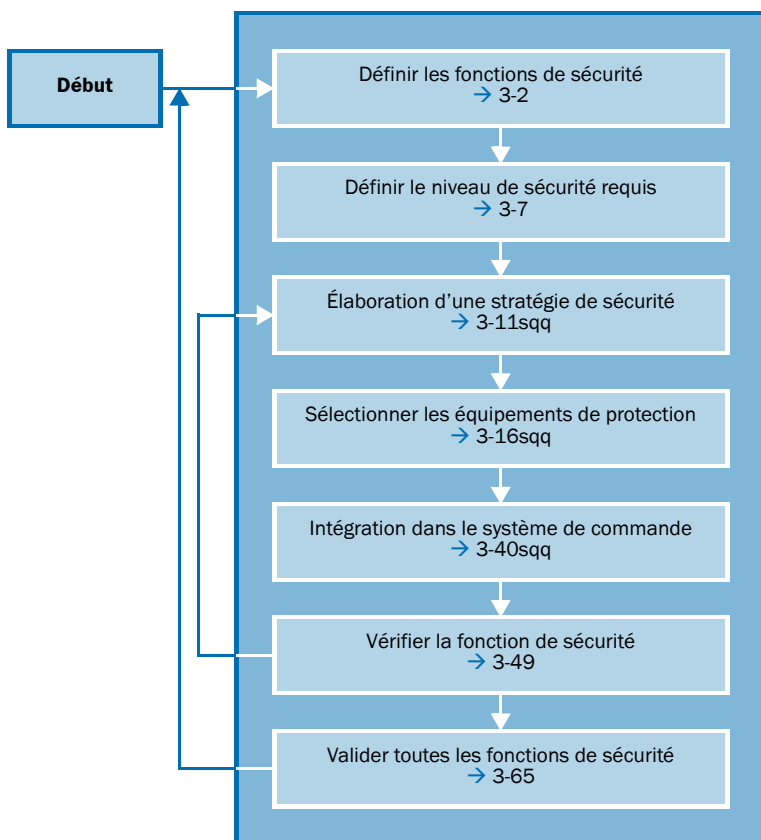 Début
Définir les fonctions de sécurité
→ 3-2
Définir le niveau de sécurité requis
→ 3-7
Élaboration d’une stratégie de sécurité
→ 3-11sqq
Sélectionner les équipements de protection
→ 3-16sqq
Intégration dans le système de commande
→ 3-40sqq
Vérifier la fonction de sécurité
→ 3-49
Valider toutes les fonctions de sécurité
→ 3-65